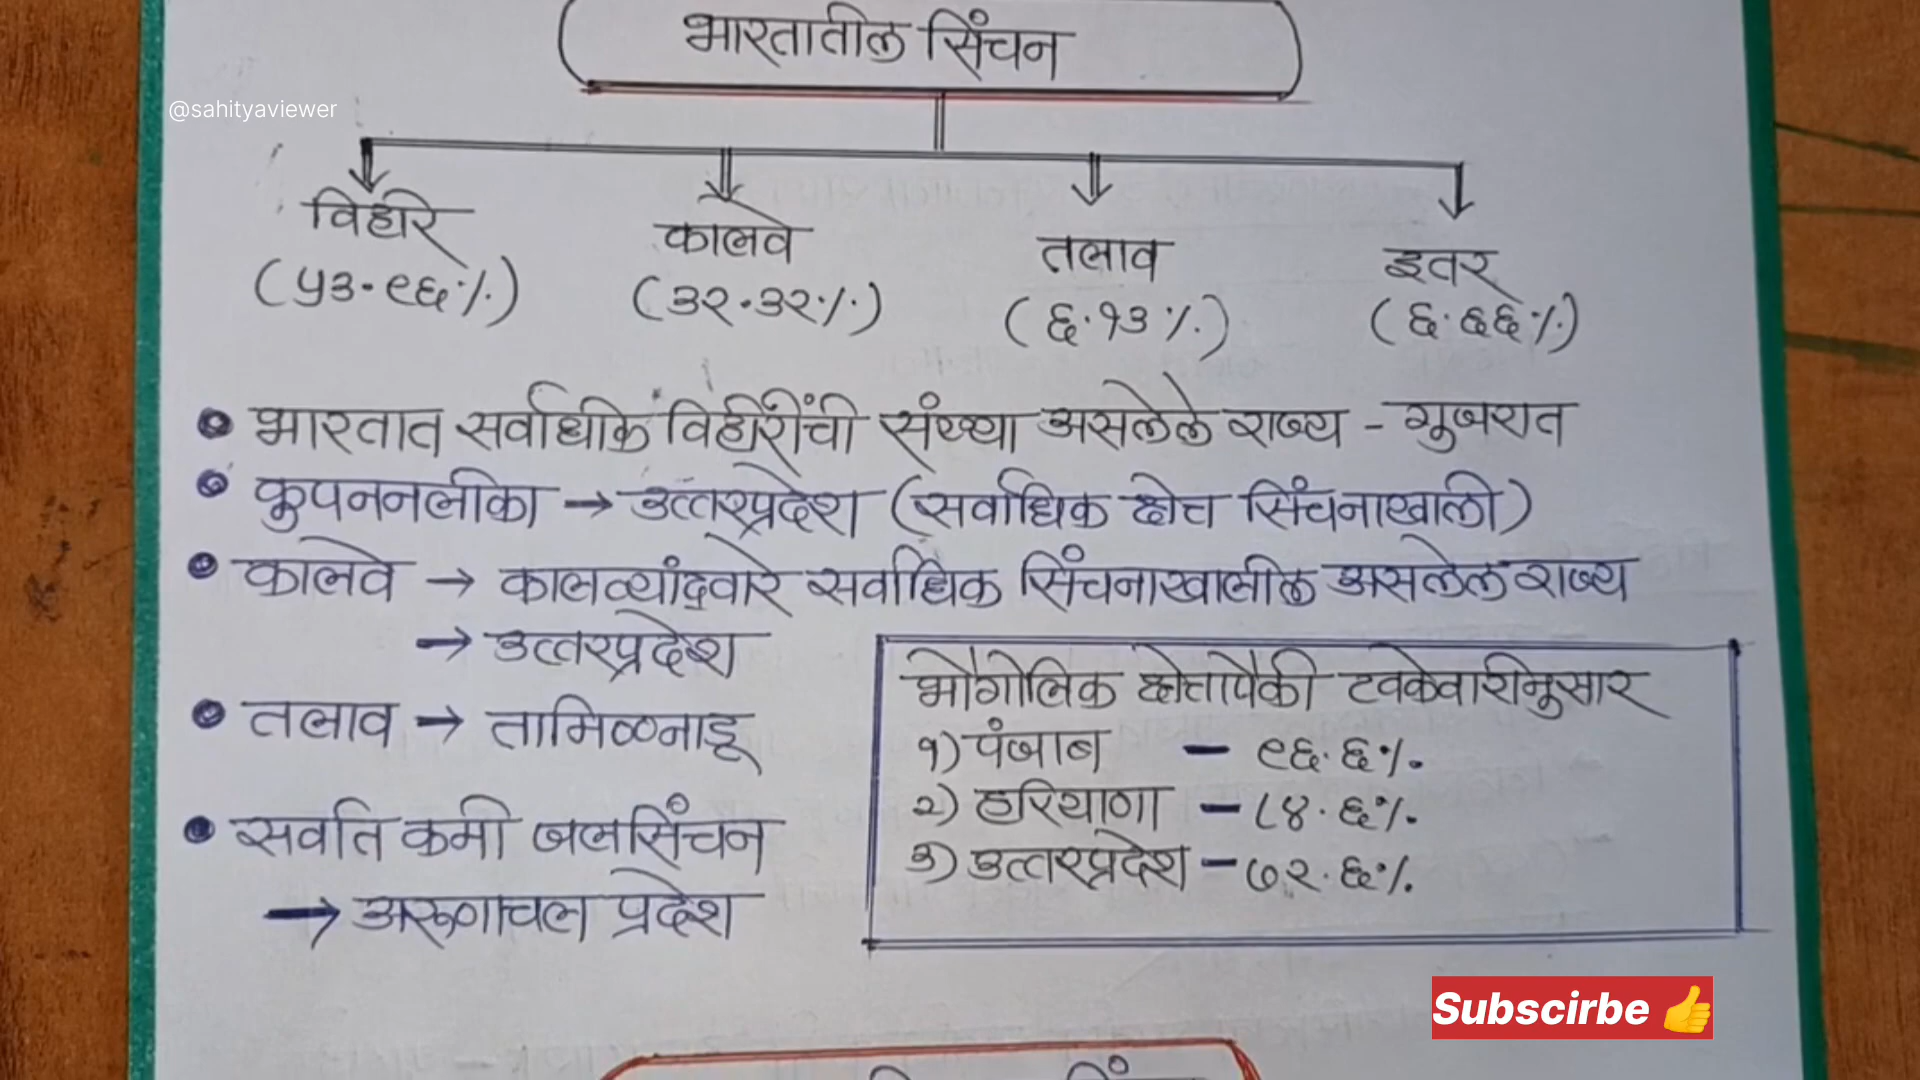 भारतातील सिंचन
@sahityaviewer
विहीरि कालवे तलाव इतर
(५३.९६%) (३२.३२%) (६.१३%) (६.६६%)
• भारतात सर्वाधीक विहीरींची संख्या असलेले राज्य - गुजरात
• कुपननलीका → उत्तरप्रदेश (सर्वाधिक क्षेत्र सिंचनाखाली)
• कालवे → कालव्यांद्वारे सर्वाधिक सिंचनाखालील असलेल राज्य
→ उत्तरप्रदेश
• तलाव → तामिळनाडू
• सर्वात कमी जलसिंचन
→ अरुणाचल प्रदेश
भौगोलिक क्षेत्रापैकी टक्केवारीनुसार
१) पंजाब - ९६.६%.
२) हरियाणा - ८४.६%.
३) उत्तरप्रदेश - ७२.६%.
Subscirbe 👍